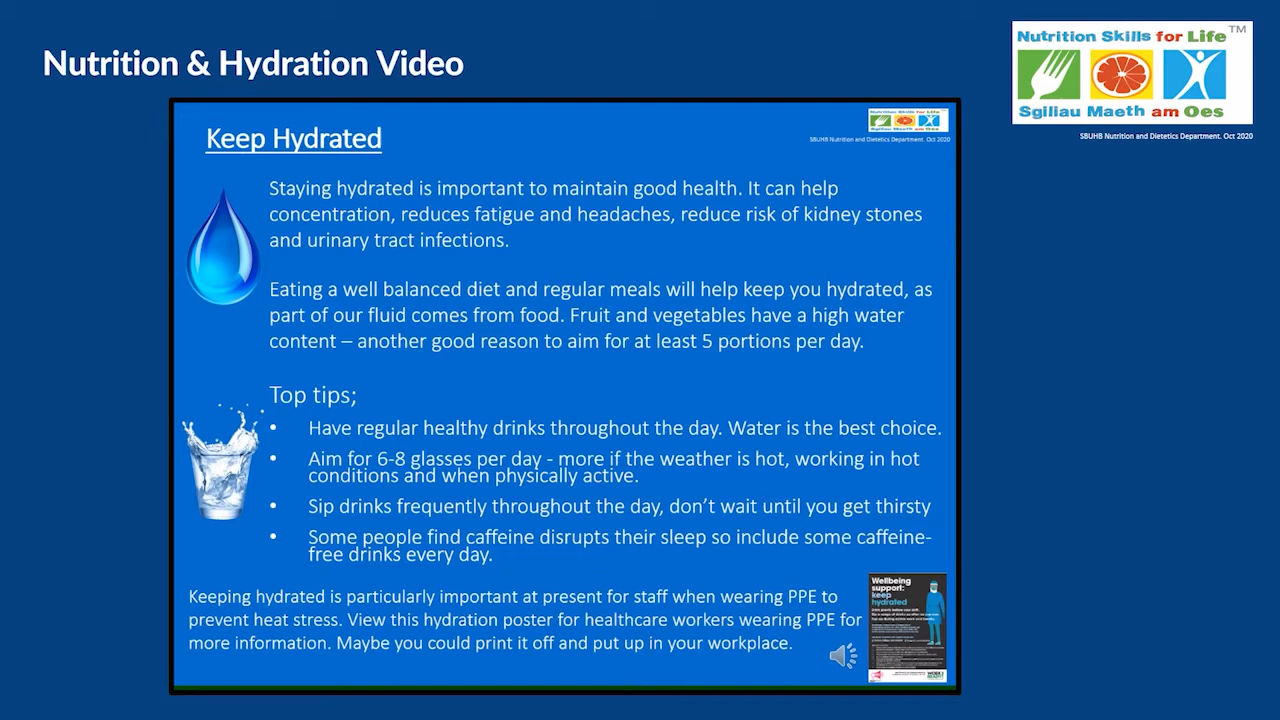 Nutrition & Hydration Video
Nutrition Skills for Life™
Sgiliau Maeth am Oes
SBUHB Nutrition and Dietetics Department. Oct 2020
Nutrition Skills for Life
Sgiliau Maeth am Oes
SBUHB Nutrition and Dietetics Department. Oct 2020
Keep Hydrated
Staying hydrated is important to maintain good health. It can help
concentration, reduces fatigue and headaches, reduce risk of kidney stones
and urinary tract infections.
Eating a well balanced diet and regular meals will help keep you hydrated, as
part of our fluid comes from food. Fruit and vegetables have a high water
content – another good reason to aim for at least 5 portions per day.
Top tips;
• Have regular healthy drinks throughout the day. Water is the best choice.
• Aim for 6-8 glasses per day - more if the weather is hot, working in hot
conditions and when physically active.
• Sip drinks frequently throughout the day, don’t wait until you get thirsty
• Some people find caffeine disrupts their sleep so include some caffeine-
free drinks every day.
Keeping hydrated is particularly important at present for staff when wearing PPE to
prevent heat stress. View this hydration poster for healthcare workers wearing PPE for
more information. Maybe you could print it off and put up in your workplace.
Wellbeing
support:
keep
hydrated